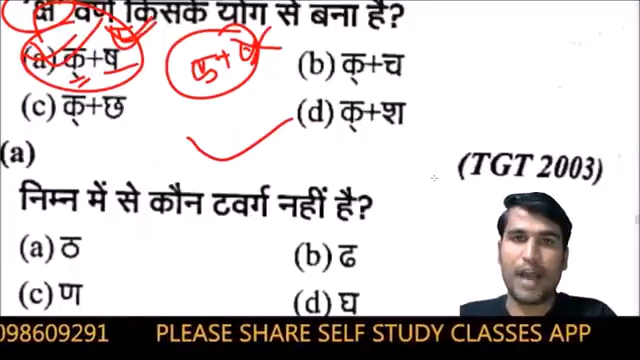 'क्ष' वर्ण किसके योग से बना है?
(a) क्+ष (b) क्+च
(c) क्+छ (d) क्+श
(a)
(TGT 2003)
निम्न में से कौन टवर्ग नहीं है?
(a) ठ (b) ढ
(c) ण (d) घ
098609291 PLEASE SHARE SELF STUDY CLASSES APP